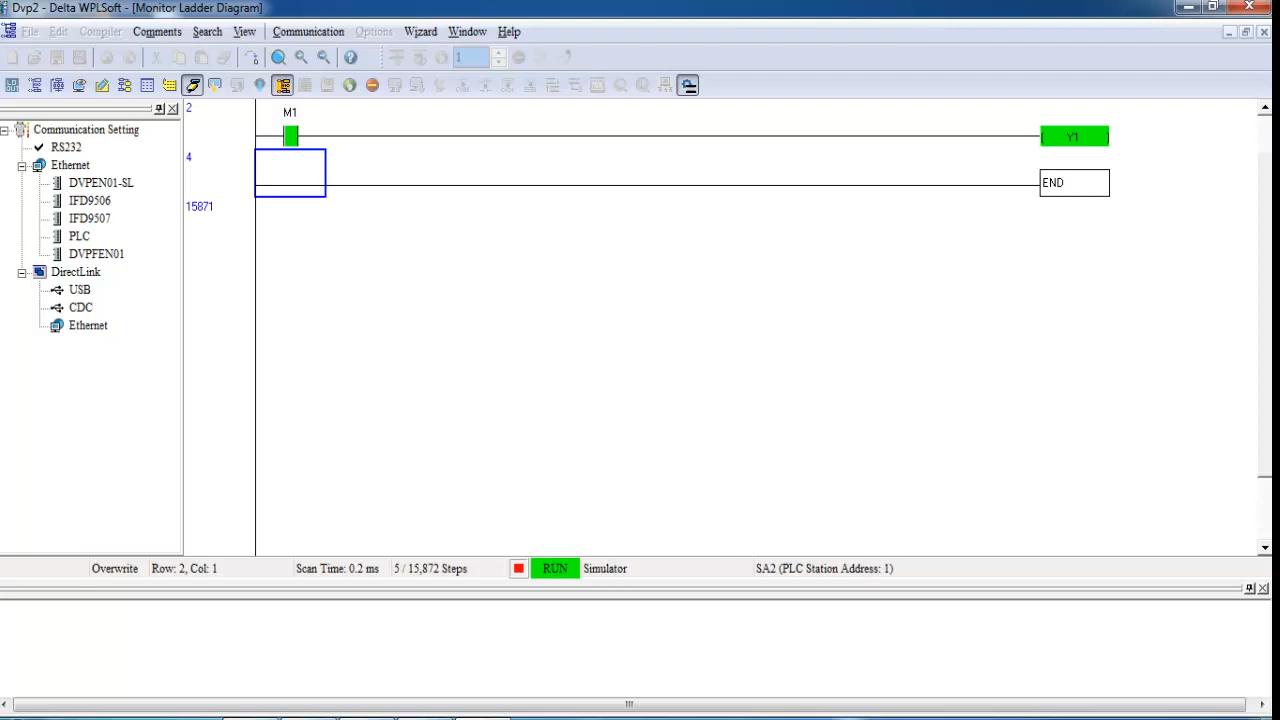 Dvp2 - Delta WPLSoft - [Monitor Ladder Diagram]
File Edit Compiler Comments Search View Communication Options Wizard Window Help
1
2
M1
Y1
4
END
15871
Communication Setting
RS232
Ethernet
DVPEN01-SL
IFD9506
IFD9507
PLC
DVPFEN01
DirectLink
USB
CDC
Ethernet
Overwrite Row: 2, Col: 1 Scan Time: 0.2 ms 5 / 15,872 Steps RUN Simulator SA2 (PLC Station Address: 1)